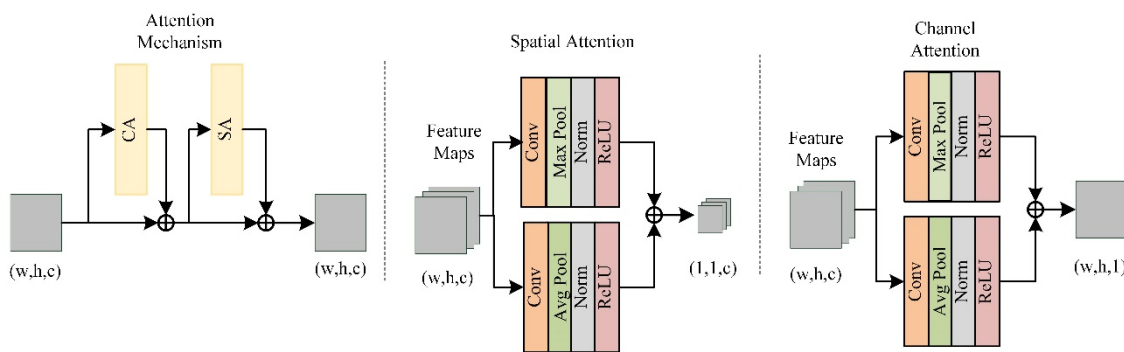 Attention
Mechanism
CA
SA
(w,h,c)
(w,h,c)
Spatial Attention
Feature
Maps
(w,h,c)
Conv
Max Pool
Norm
ReLU
Conv
Avg Pool
Norm
ReLU
(1,1,c)
Channel
Attention
Feature
Maps
(w,h,c)
Conv
Max Pool
Norm
ReLU
Conv
Avg Pool
Norm
ReLU
(w,h,1)